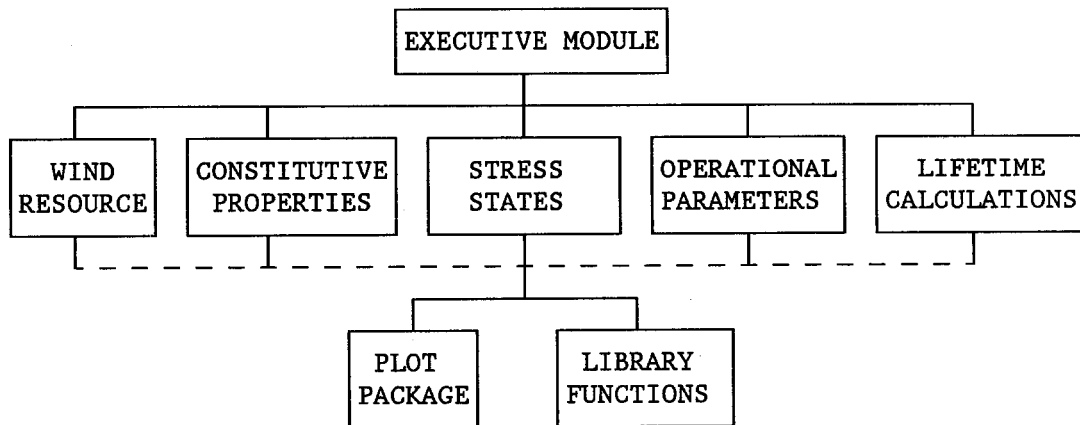 EXECUTIVE MODULE
WIND
RESOURCE
CONSTITUTIVE
PROPERTIES
STRESS
STATES
OPERATIONAL
PARAMETERS
LIFETIME
CALCULATIONS
PLOT
PACKAGE
LIBRARY
FUNCTIONS